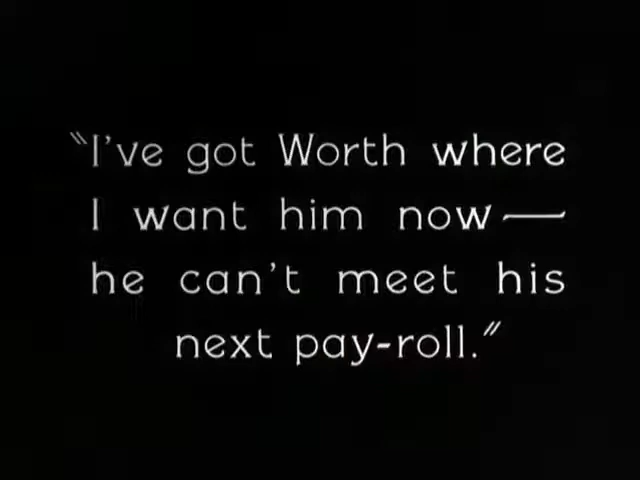 "I've got Worth where
I want him now—
he can't meet his
next pay-roll."